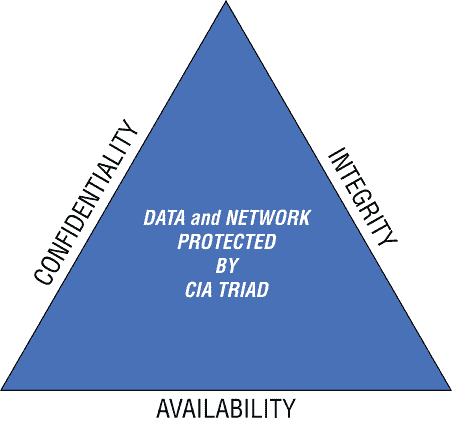 CONFIDENTIALITY
INTEGRITY
DATA and NETWORK
PROTECTED
BY
CIA TRIAD
AVAILABILITY